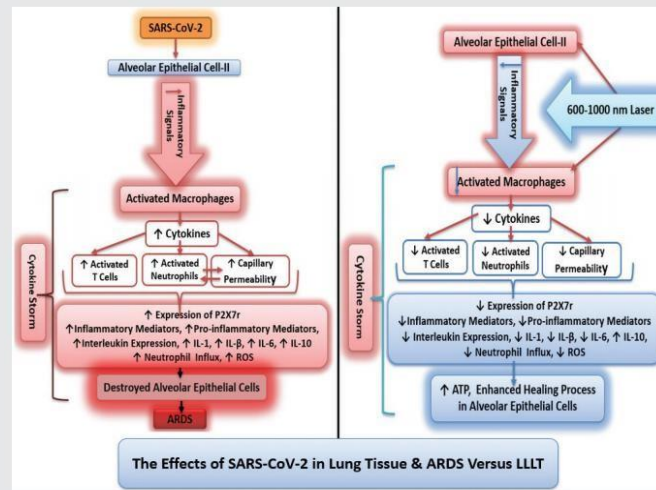 SARS-CoV-2
Alveolar Epithelial Cell-II
Inflammatory
Signals
Activated Macrophages
↑ Cytokines
↑ Activated
T Cells
↑ Activated
Neutrophils
↑ Capillary
Permeability
Cytokine
Storm
↑ Expression of P2X7r
↑Inflammatory Mediators, ↑Pro-inflammatory Mediators,
↑Interleukin Expression, ↑ IL-1, ↑ IL-β, ↑ IL-6, ↑ IL-10
↑ Neutrophil Influx, ↑ ROS
Destroyed Alveolar Epithelial Cells
ARDS
Alveolar Epithelial Cell-II
Inflammatory
Signals
600-1000 nm Laser
Activated Macrophages
↓ Cytokines
↓ Activated
T Cells
↓ Activated
Neutrophils
↓ Capillary
Permeability
Cytokine
Storm
↓ Expression of P2X7r
↓Inflammatory Mediators, ↓Pro-inflammatory Mediators
↓ Interleukin Expression, ↓ IL-1, ↓ IL-β, ↓ IL-6, ↑ IL-10,
↓ Neutrophil Influx, ↓ ROS
↑ ATP, Enhanced Healing Process
in Alveolar Epithelial Cells
The Effects of SARS-CoV-2 in Lung Tissue & ARDS Versus LLLT